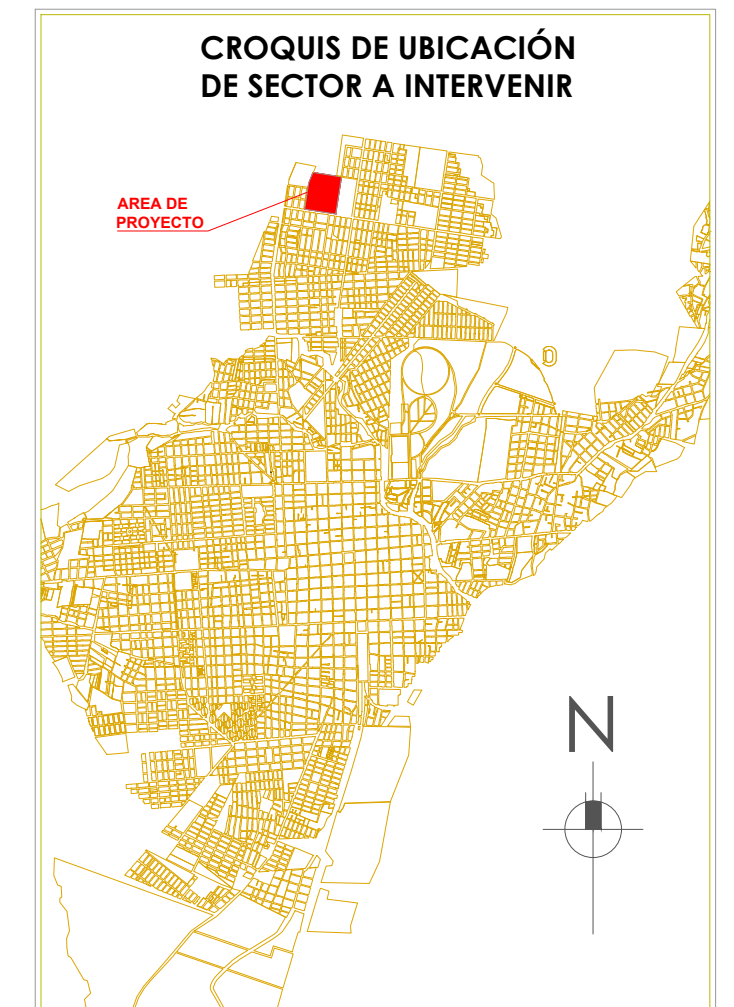 CROQUIS DE UBICACIÓN
DE SECTOR A INTERVENIR
AREA DE
PROYECTO
N